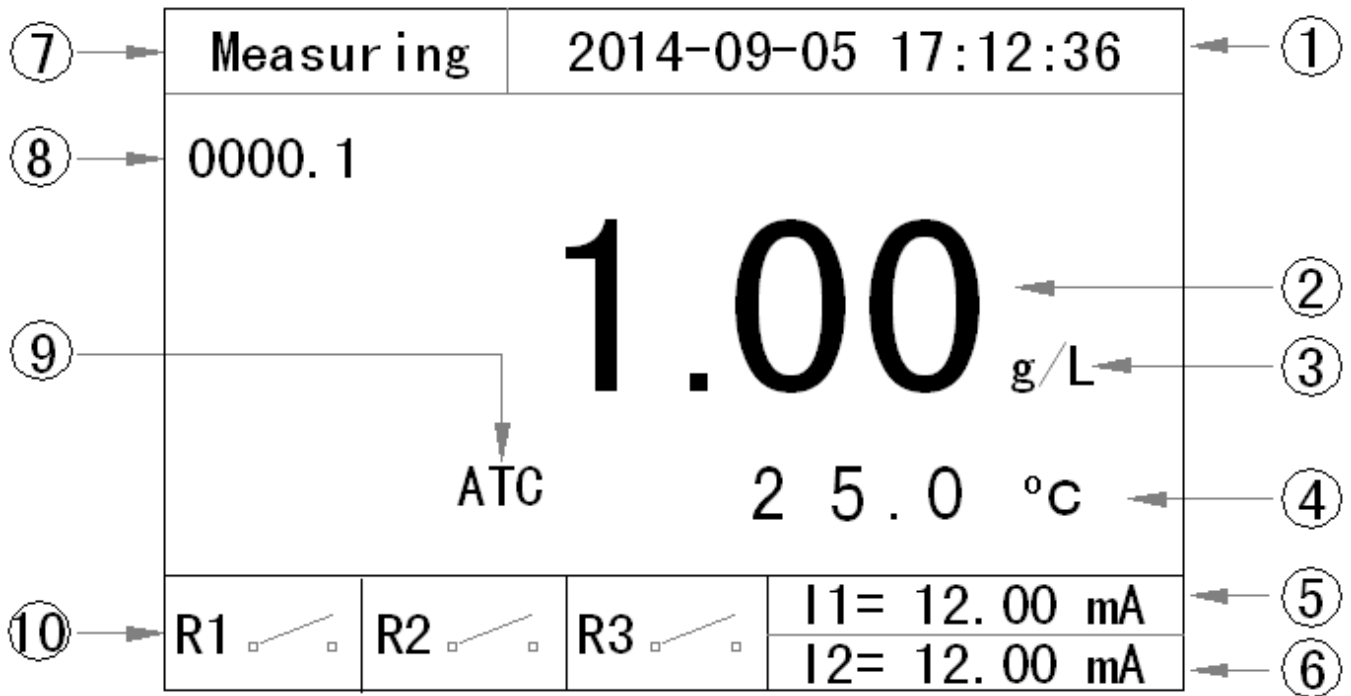 ⑦ Measuring 2014-09-05 17:12:36 ①
⑧ 0000.1
1.00 ②
⑨ g/L ③
ATC 25.0 ℃ ④
I1= 12.00 mA ⑤
⑩ R1 R2 R3
I2= 12.00 mA ⑥